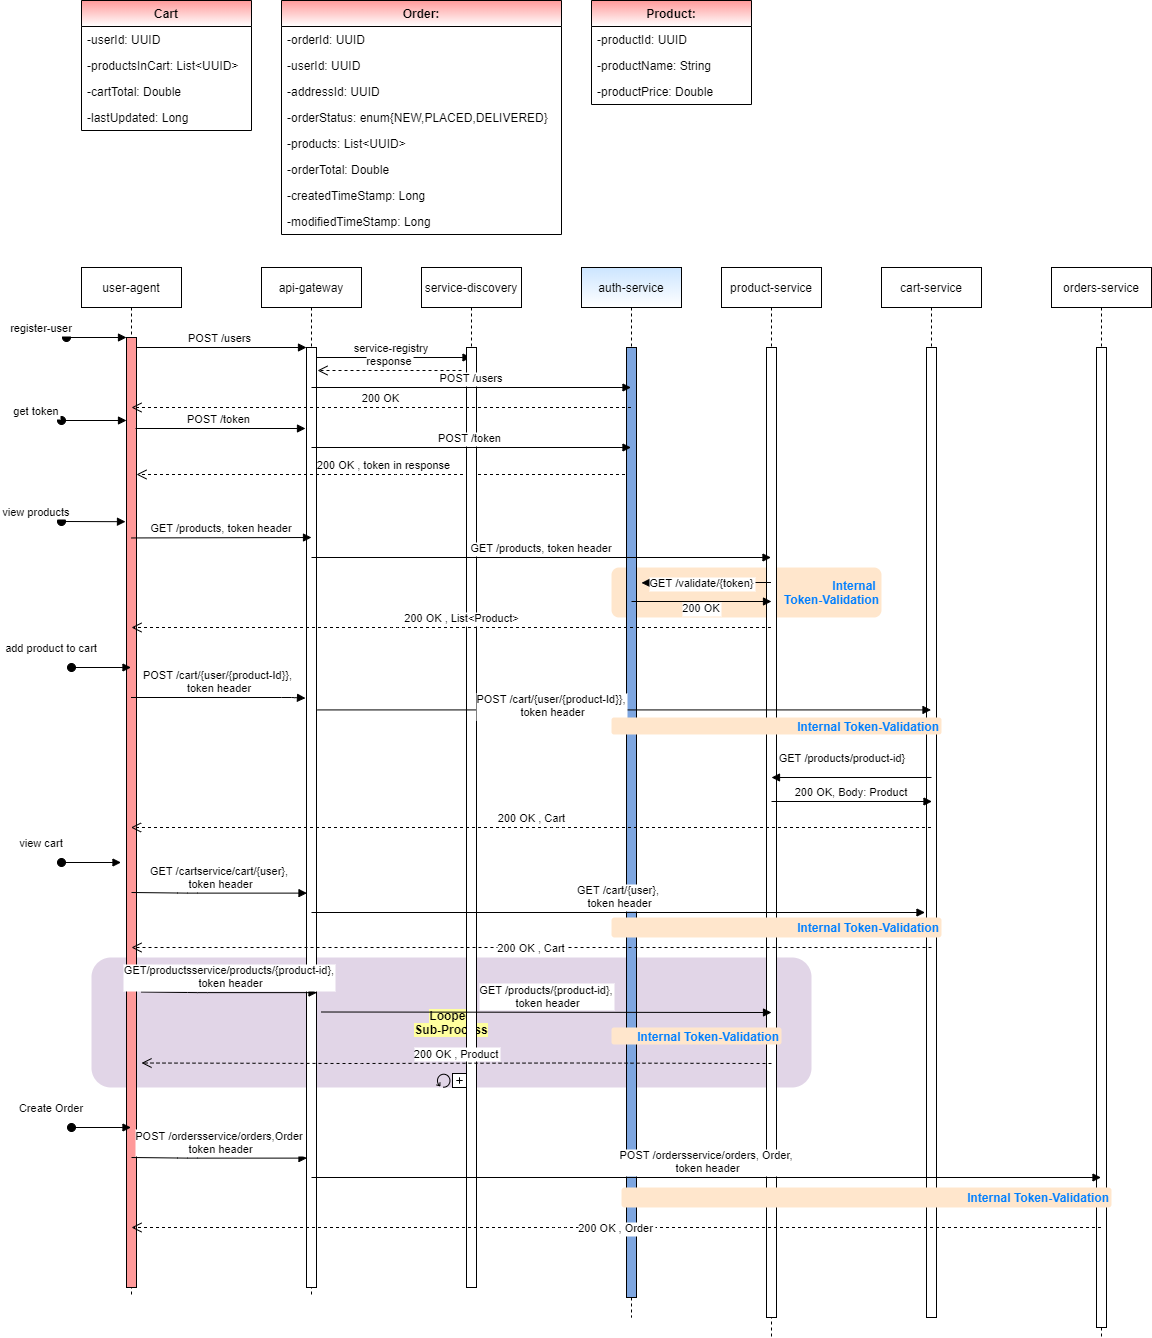 Cart
-userId: UUID
-productsInCart: List<UUID>
-cartTotal: Double
-lastUpdated: Long
Order:
-orderId: UUID
-userId: UUID
-addressId: UUID
-orderStatus: enum{NEW,PLACED,DELIVERED}
-products: List<UUID>
-orderTotal: Double
-createdTimeStamp: Long
-modifiedTimeStamp: Long
Product:
-productId: UUID
-productName: String
-productPrice: Double
user-agent
api-gateway
service-discovery
auth-service
product-service
cart-service
orders-service
register-user
POST /users
service-registry
response
POST /users
200 OK
get token
POST /token
POST /token
200 OK , token in response
view products
GET /products, token header
GET /products, token header
GET /validate/{token}
Internal
Token-Validation
200 OK
200 OK , List<Product>
add product to cart
POST /cart/{user/{product-Id}},
token header
POST /cart/{user/{product-Id}},
token header
Internal Token-Validation
GET /products/product-id}
200 OK, Body: Product
200 OK , Cart
view cart
GET /cartservice/cart/{user},
token header
GET /cart/{user},
token header
Internal Token-Validation
200 OK , Cart
GET/productsservice/products/{product-id},
token header
GET /products/{product-id},
token header
Loope
Sub-Process
Internal Token-Validation
200 OK , Product
Create Order
POST /ordersservice/orders,Order
token header
POST /ordersservice/orders, Order,
token header
Internal Token-Validation
200 OK , Order